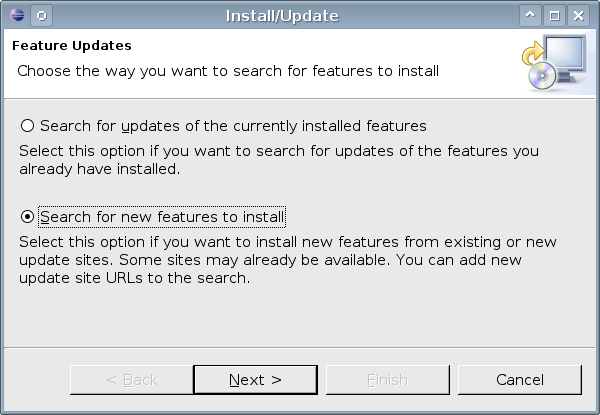 Install/Update
Feature Updates
Choose the way you want to search for features to install
Search for updates of the currently installed features
Select this option if you want to search for updates of the features you
already have installed.
Search for new features to install
Select this option if you want to install new features from existing or new
update sites. Some sites may already be available. You can add new
update site URLs to the search.
< Back Next > Finish Cancel